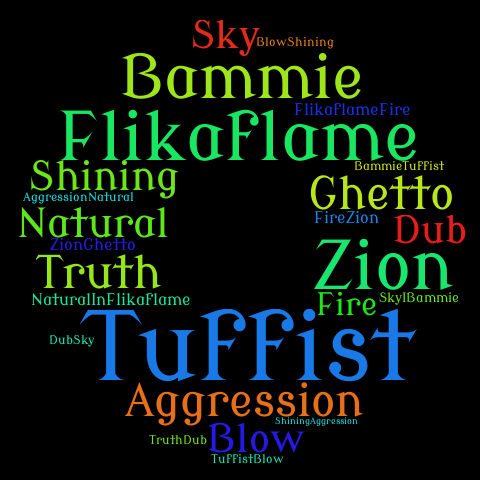 Sky
BlowShining
Bammie
FlikaflameFire
Flikaflame
BammieTuffist
Shining
Ghetto
AggressionNatural
Natural
FireZion
Dub
ZionGhetto
Zion
Truth
NaturalInFlikaflame
Fire
SkyIBammie
Tuffist
DubSky
Aggression
ShiningAggression
Blow
TruthDub
TuffistBlow